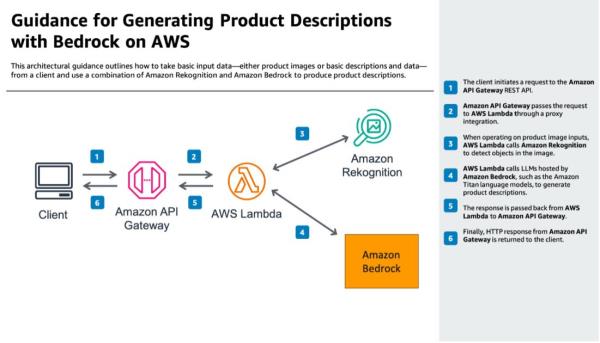 Guidance for Generating Product Descriptions
with Bedrock on AWS
This architectural guidance outlines how to take basic input data—either product images or basic descriptions and data—
from a client and use a combination of Amazon Rekognition and Amazon Bedrock to produce product descriptions.
1
2
3
6
5
4
Client
Amazon API
Gateway
AWS Lambda
Amazon
Rekognition
Amazon
Bedrock
1
The client initiates a request to the Amazon
API Gateway REST API.
2
Amazon API Gateway passes the request
to AWS Lambda through a proxy
integration.
3
When operating on product image inputs,
AWS Lambda calls Amazon Rekognition
to detect objects in the image.
4
AWS Lambda calls LLMs hosted by
Amazon Bedrock, such as the Amazon
Titan language models, to generate
product descriptions.
5
The response is passed back from AWS
Lambda to Amazon API Gateway.
6
Finally, HTTP response from Amazon API
Gateway is returned to the client.